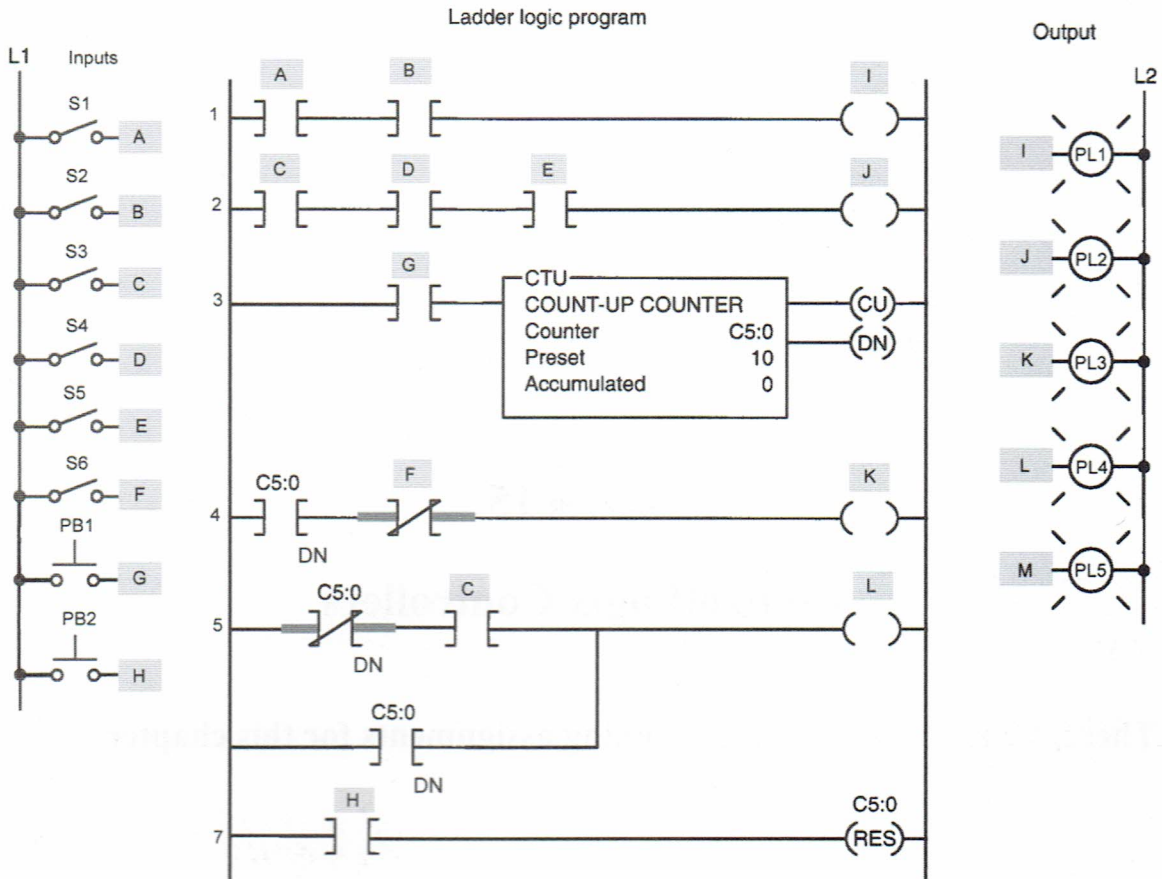 Ladder logic program
Output
L1
Inputs
L2
S1
A
S2
B
S3
C
S4
D
S5
E
S6
F
PB1
G
PB2
H
1
A
B
I
2
C
D
E
J
3
G
CTU
COUNT-UP COUNTER
Counter C5:0
Preset 10
Accumulated 0
CU
DN
4
C5:0
DN
F
K
5
C5:0
DN
C
L
C5:0
DN
7
H
C5:0
RES
I
PL1
J
PL2
K
PL3
L
PL4
M
PL5